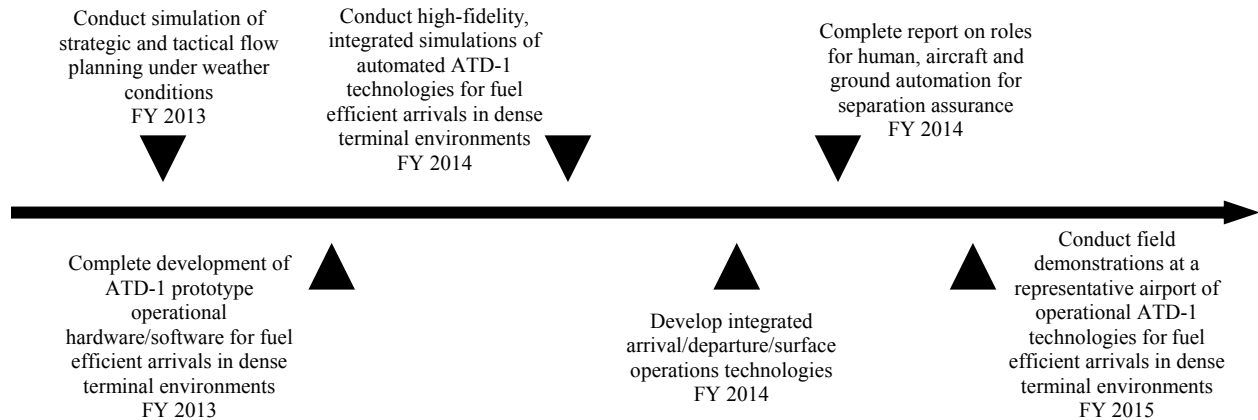 Conduct simulation of
strategic and tactical flow
planning under weather
conditions
FY 2013
Conduct high-fidelity,
integrated simulations of
automated ATD-1
technologies for fuel
efficient arrivals in dense
terminal environments
FY 2014
Complete report on roles
for human, aircraft and
ground automation for
separation assurance
FY 2014
Complete development of
ATD-1 prototype
operational
hardware/software for fuel
efficient arrivals in dense
terminal environments
FY 2013
Develop integrated
arrival/departure/surface
operations technologies
FY 2014
Conduct field
demonstrations at a
representative airport of
operational ATD-1
technologies for fuel
efficient arrivals in dense
terminal environments
FY 2015